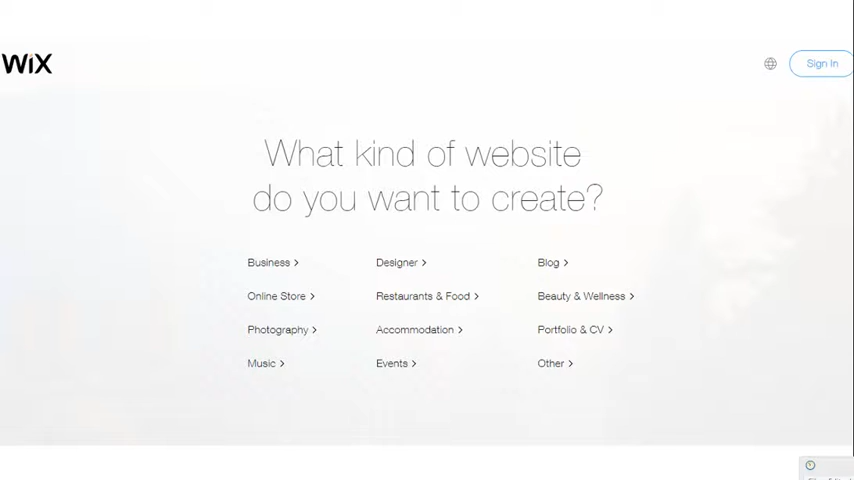 WiX
Sign In
What kind of website
do you want to create?
Business >
Designer >
Blog >
Online Store >
Restaurants & Food >
Beauty & Wellness >
Photography >
Accommodation >
Portfolio & CV >
Music >
Events >
Other >